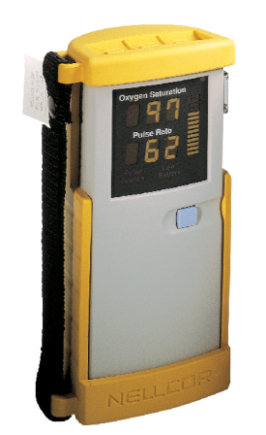 Oxygen Saturation
97
Pulse Rate
62
NELLCOR